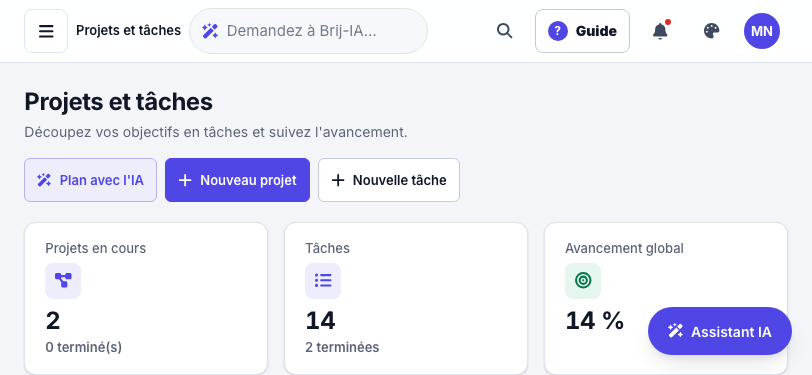 Projets et tâches
Demandez à Brij-IA...
? Guide
MN
Projets et tâches
Découpez vos objectifs en tâches et suivez l'avancement.
Plan avec l'IA
Nouveau projet
Nouvelle tâche
Projets en cours
2
0 terminé(s)
Tâches
14
2 terminées
Avancement global
14 %
Assistant IA